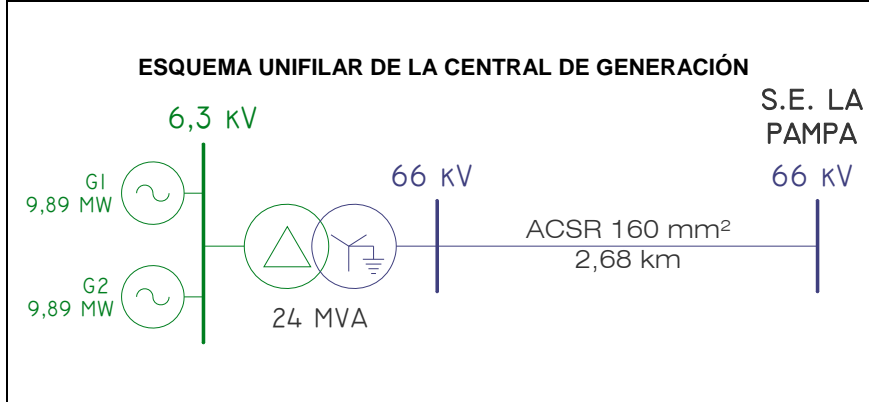 ESQUEMA UNIFILAR DE LA CENTRAL DE GENERACIÓN
S.E. LA
PAMPA
6,3 kV
66 kV
66 kV
G1
9,89 MW
ACSR 160 mm²
2,68 km
G2
9,89 MW
24 MVA